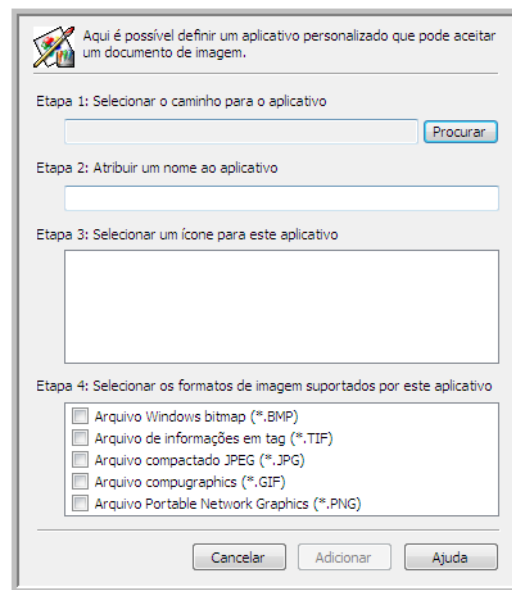 Aqui é possível definir um aplicativo personalizado que pode aceitar
um documento de imagem.
Etapa 1: Selecionar o caminho para o aplicativo
Procurar
Etapa 2: Atribuir um nome ao aplicativo
Etapa 3: Selecionar um ícone para este aplicativo
Etapa 4: Selecionar os formatos de imagem suportados por este aplicativo
Arquivo Windows bitmap (*.BMP)
Arquivo de informações em tag (*.TIF)
Arquivo compactado JPEG (*.JPG)
Arquivo compugraphics (*.GIF)
Arquivo Portable Network Graphics (*.PNG)
Cancelar Adicionar Ajuda